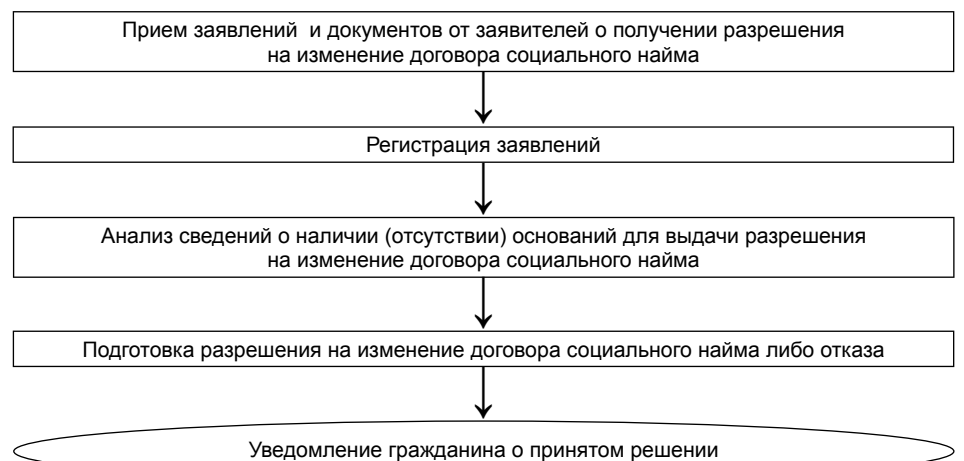 Прием заявлений  и документов от заявителей о получении разрешения
на изменение договора социального найма
Регистрация заявлений
Анализ сведений о наличии (отсутствии) оснований для выдачи разрешения
на изменение договора социального найма
Подготовка разрешения на изменение договора социального найма либо отказа
Уведомление гражданина о принятом решении